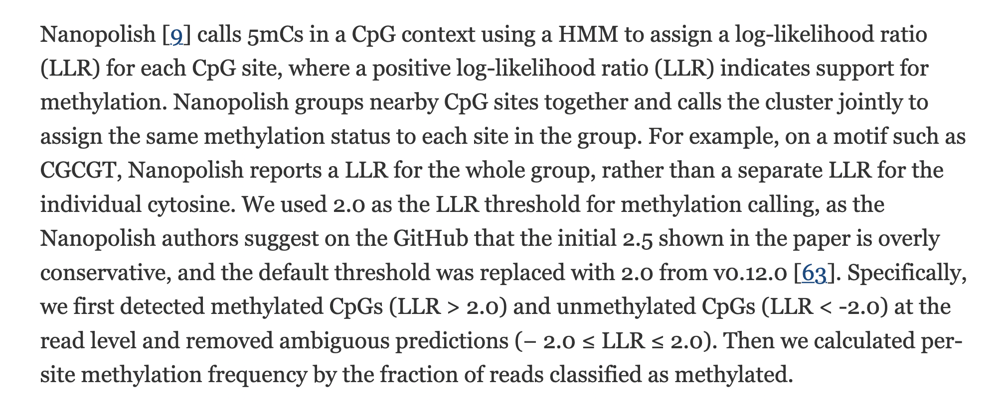 Nanopolish [9] calls 5mCs in a CpG context using a HMM to assign a log-likelihood ratio
(LLR) for each CpG site, where a positive log-likelihood ratio (LLR) indicates support for
methylation. Nanopolish groups nearby CpG sites together and calls the cluster jointly to
assign the same methylation status to each site in the group. For example, on a motif such as
CGCGT, Nanopolish reports a LLR for the whole group, rather than a separate LLR for the
individual cytosine. We used 2.0 as the LLR threshold for methylation calling, as the
Nanopolish authors suggest on the GitHub that the initial 2.5 shown in the paper is overly
conservative, and the default threshold was replaced with 2.0 from v0.12.0 [63]. Specifically,
we first detected methylated CpGs (LLR > 2.0) and unmethylated CpGs (LLR < -2.0) at the
read level and removed ambiguous predictions (− 2.0 ≤ LLR ≤ 2.0). Then we calculated per-
site methylation frequency by the fraction of reads classified as methylated.